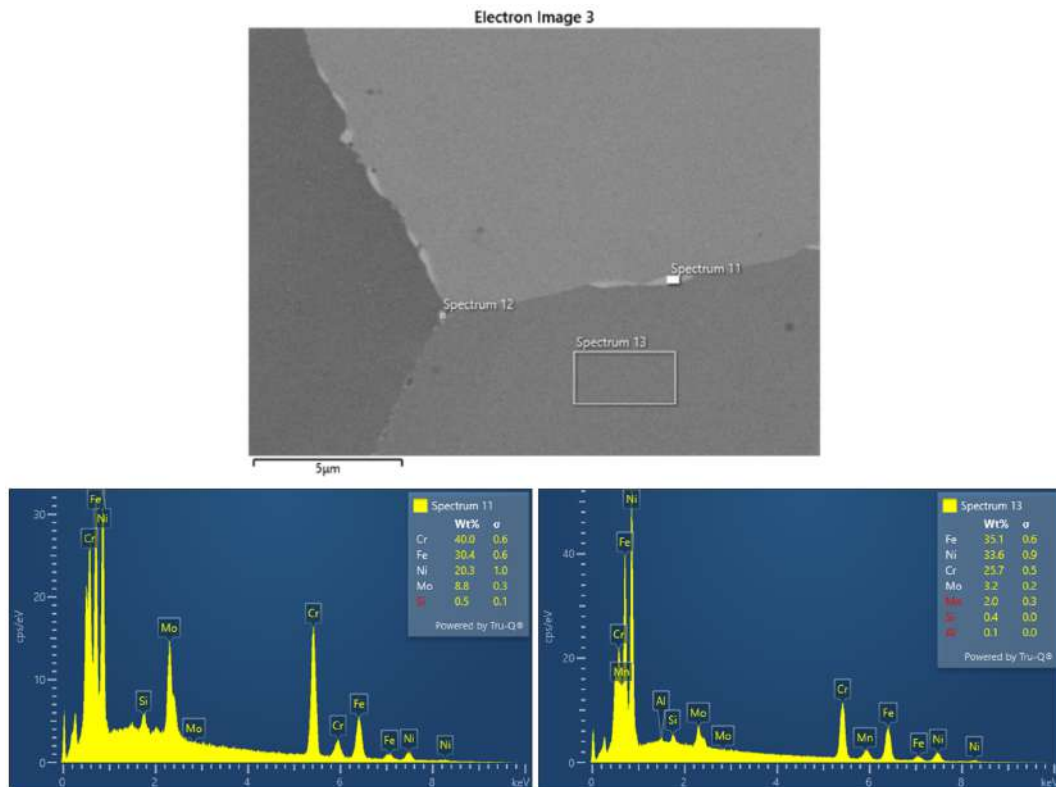 Electron Image 3
Spectrum 11
Spectrum 12
Spectrum 13
5μm
Spectrum 11
Wt% σ
Cr 40.0 0.6
Fe 30.4 0.6
Ni 20.3 1.0
Mo 8.8 0.3
Si 0.5 0.1
Powered by Tru-Q®
30
20
10
0
cps/eV
Fe
Ni
Cr
Si
Mo
Mo
Cr
Cr
Fe
Fe
Ni
Ni
0 2 4 6 8 keV
Spectrum 13
Wt% σ
Fe 35.1 0.6
Ni 33.6 0.9
Cr 25.7 0.5
Mo 3.2 0.2
Mn 2.0 0.3
Si 0.4 0.0
Al 0.1 0.0
Powered by Tru-Q®
40
20
0
cps/eV
Ni
Fe
Cr
Mn
Al
Si
Mo
Mo
Cr
Mn
Fe
Fe
Ni
Ni
0 2 4 6 8 keV